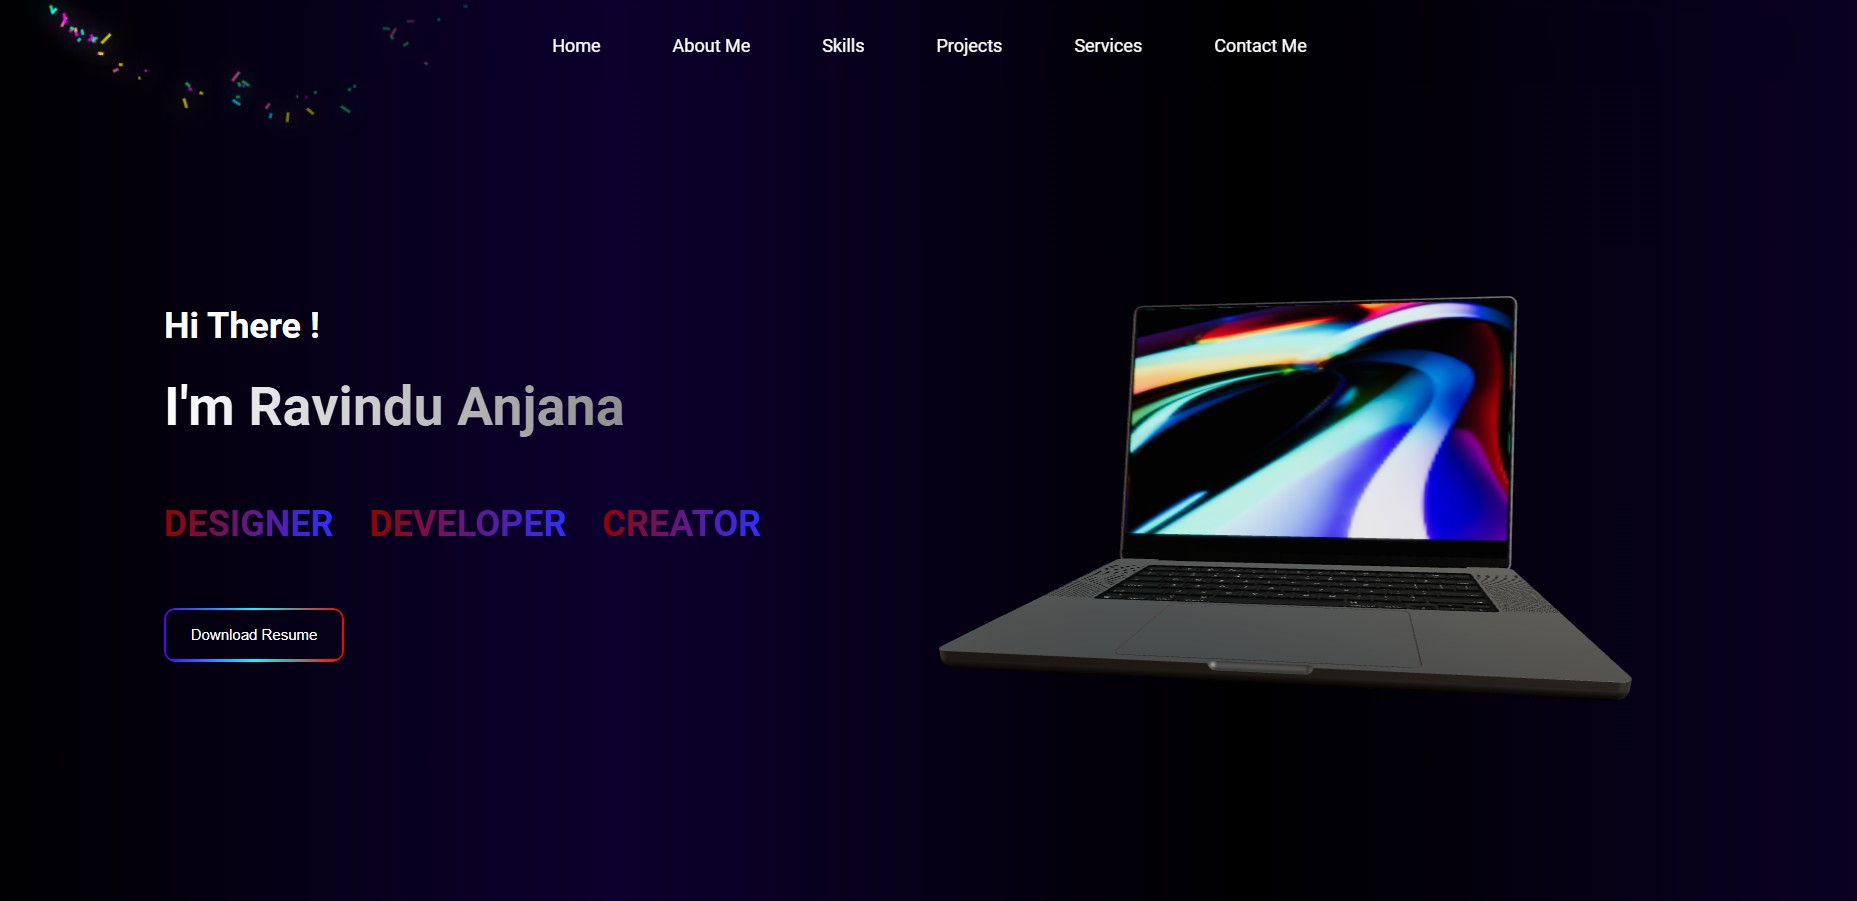 Home About Me Skills Projects Services Contact Me
Hi There !
I'm Ravindu Anjana
DESIGNER DEVELOPER CREATOR
Download Resume